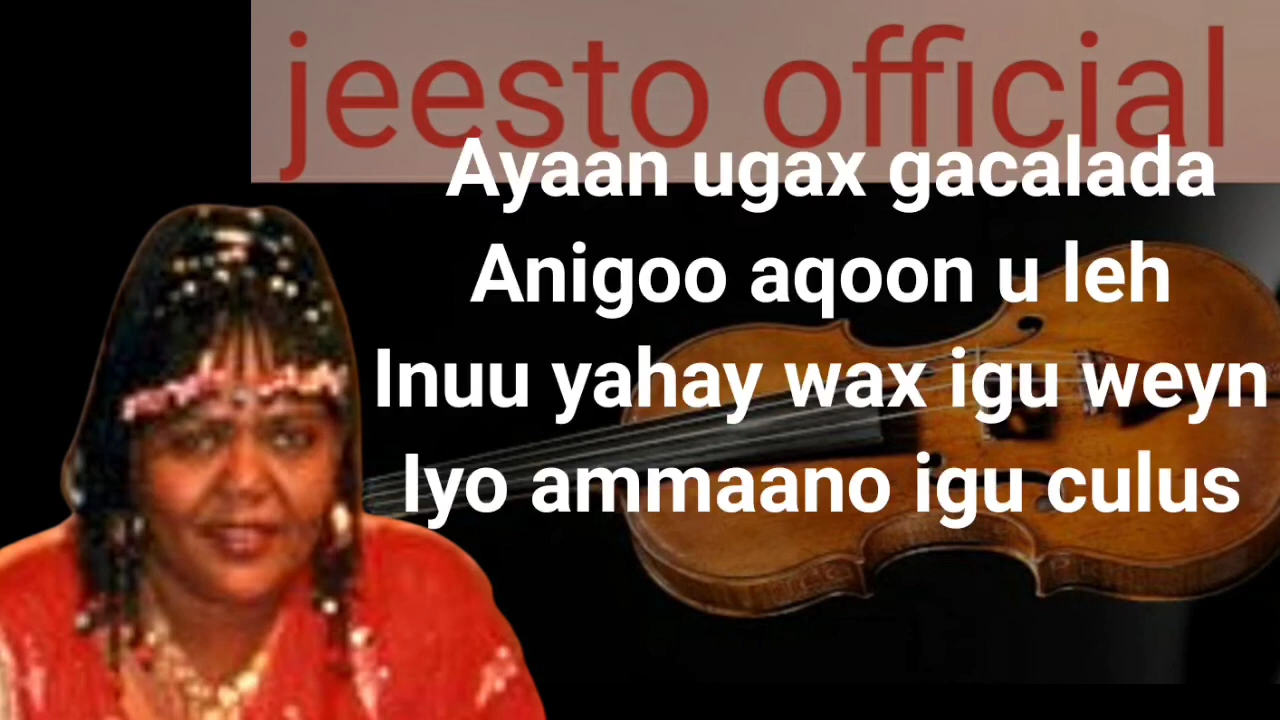 jeesto official
Ayaan ugax gacalada
Anigoo aqoon u leh
Inuu yahay wax igu weyn
Iyo ammaano igu culus